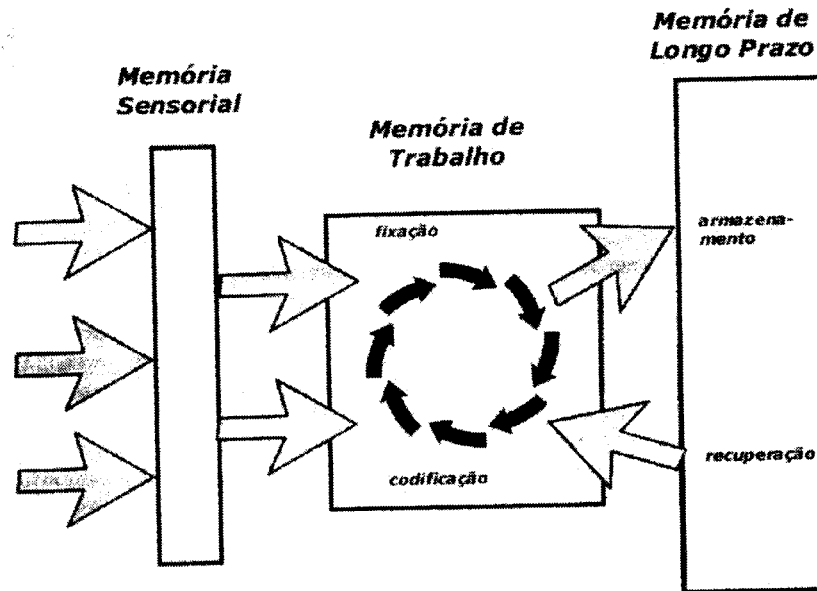 Memória
Sensorial
Memória de
Trabalho
Memória de
Longo Prazo
fixação
codificação
armazena-
mento
recuperação